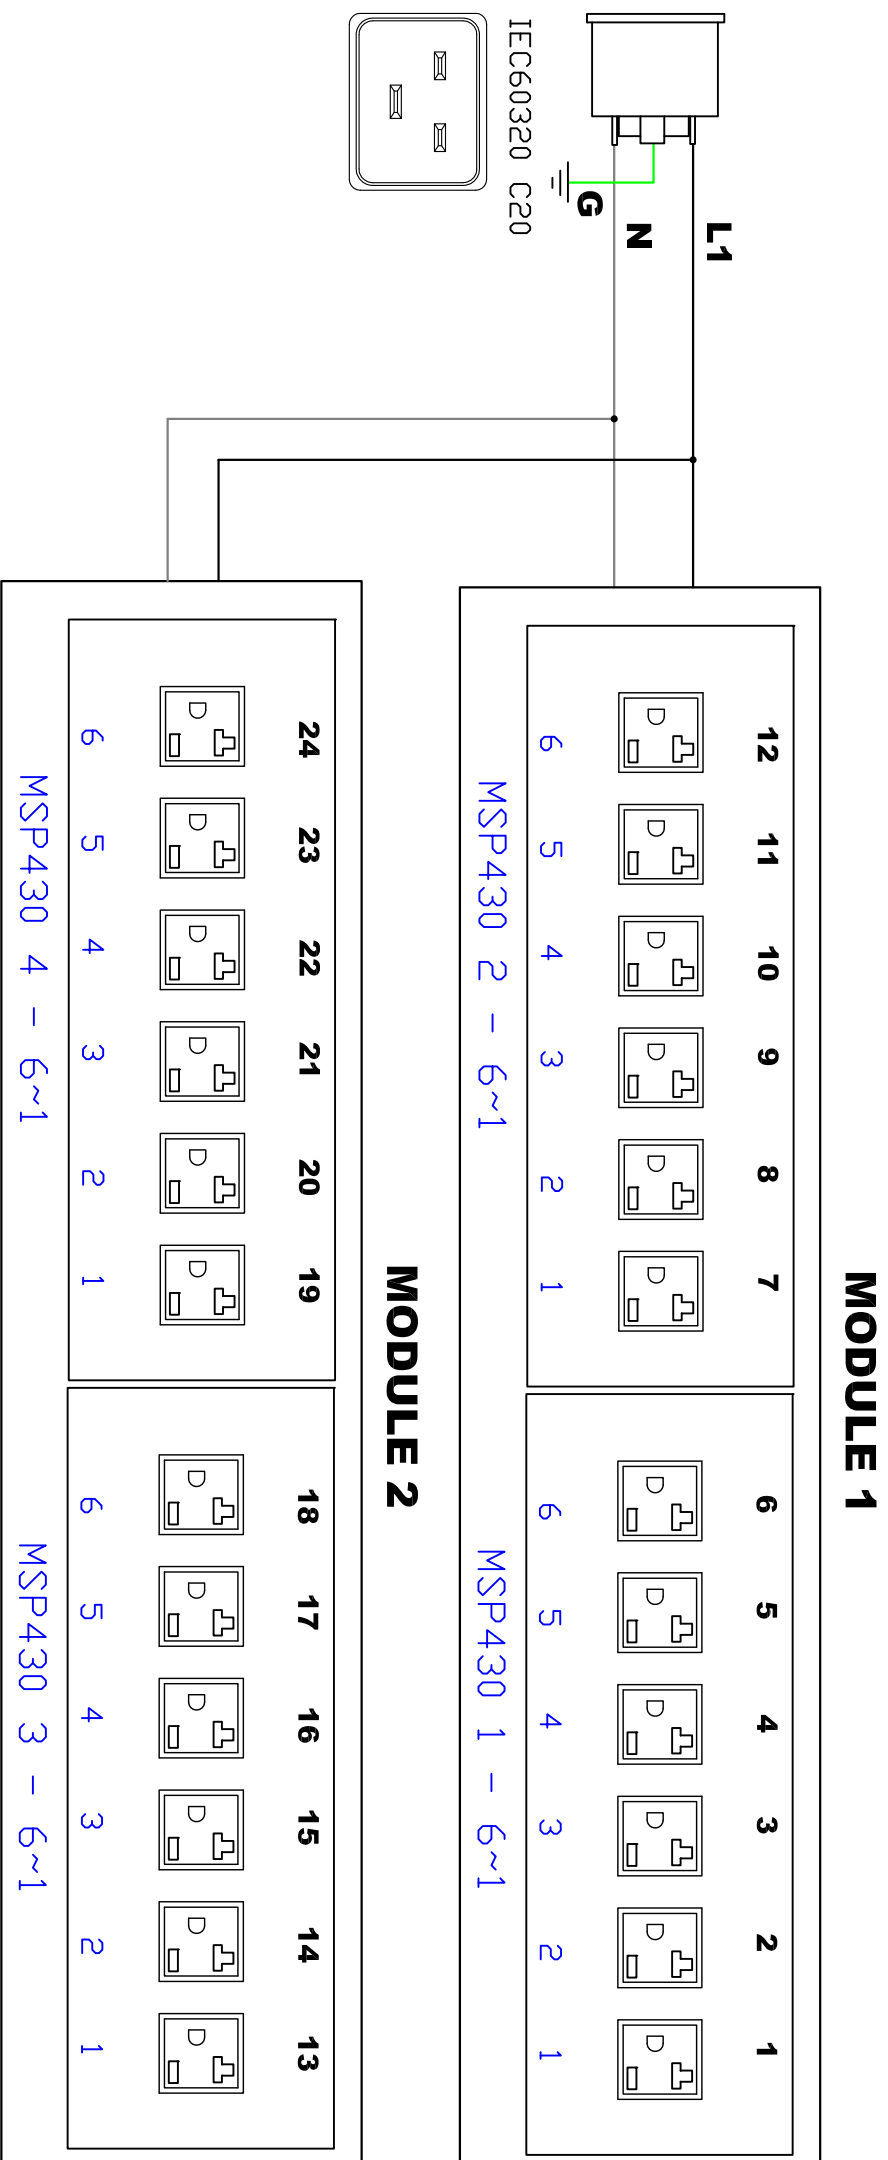 IEC60320 C20
G
N
L1
MODULE 1
12 11 10 9 8 7
6 5 4 3 2 1
MSP430 2 - 6~1
6 5 4 3 2 1
6 5 4 3 2 1
MSP430 1 - 6~1
MODULE 2
24 23 22 21 20 19
6 5 4 3 2 1
MSP430 4 - 6~1
18 17 16 15 14 13
6 5 4 3 2 1
MSP430 3 - 6~1